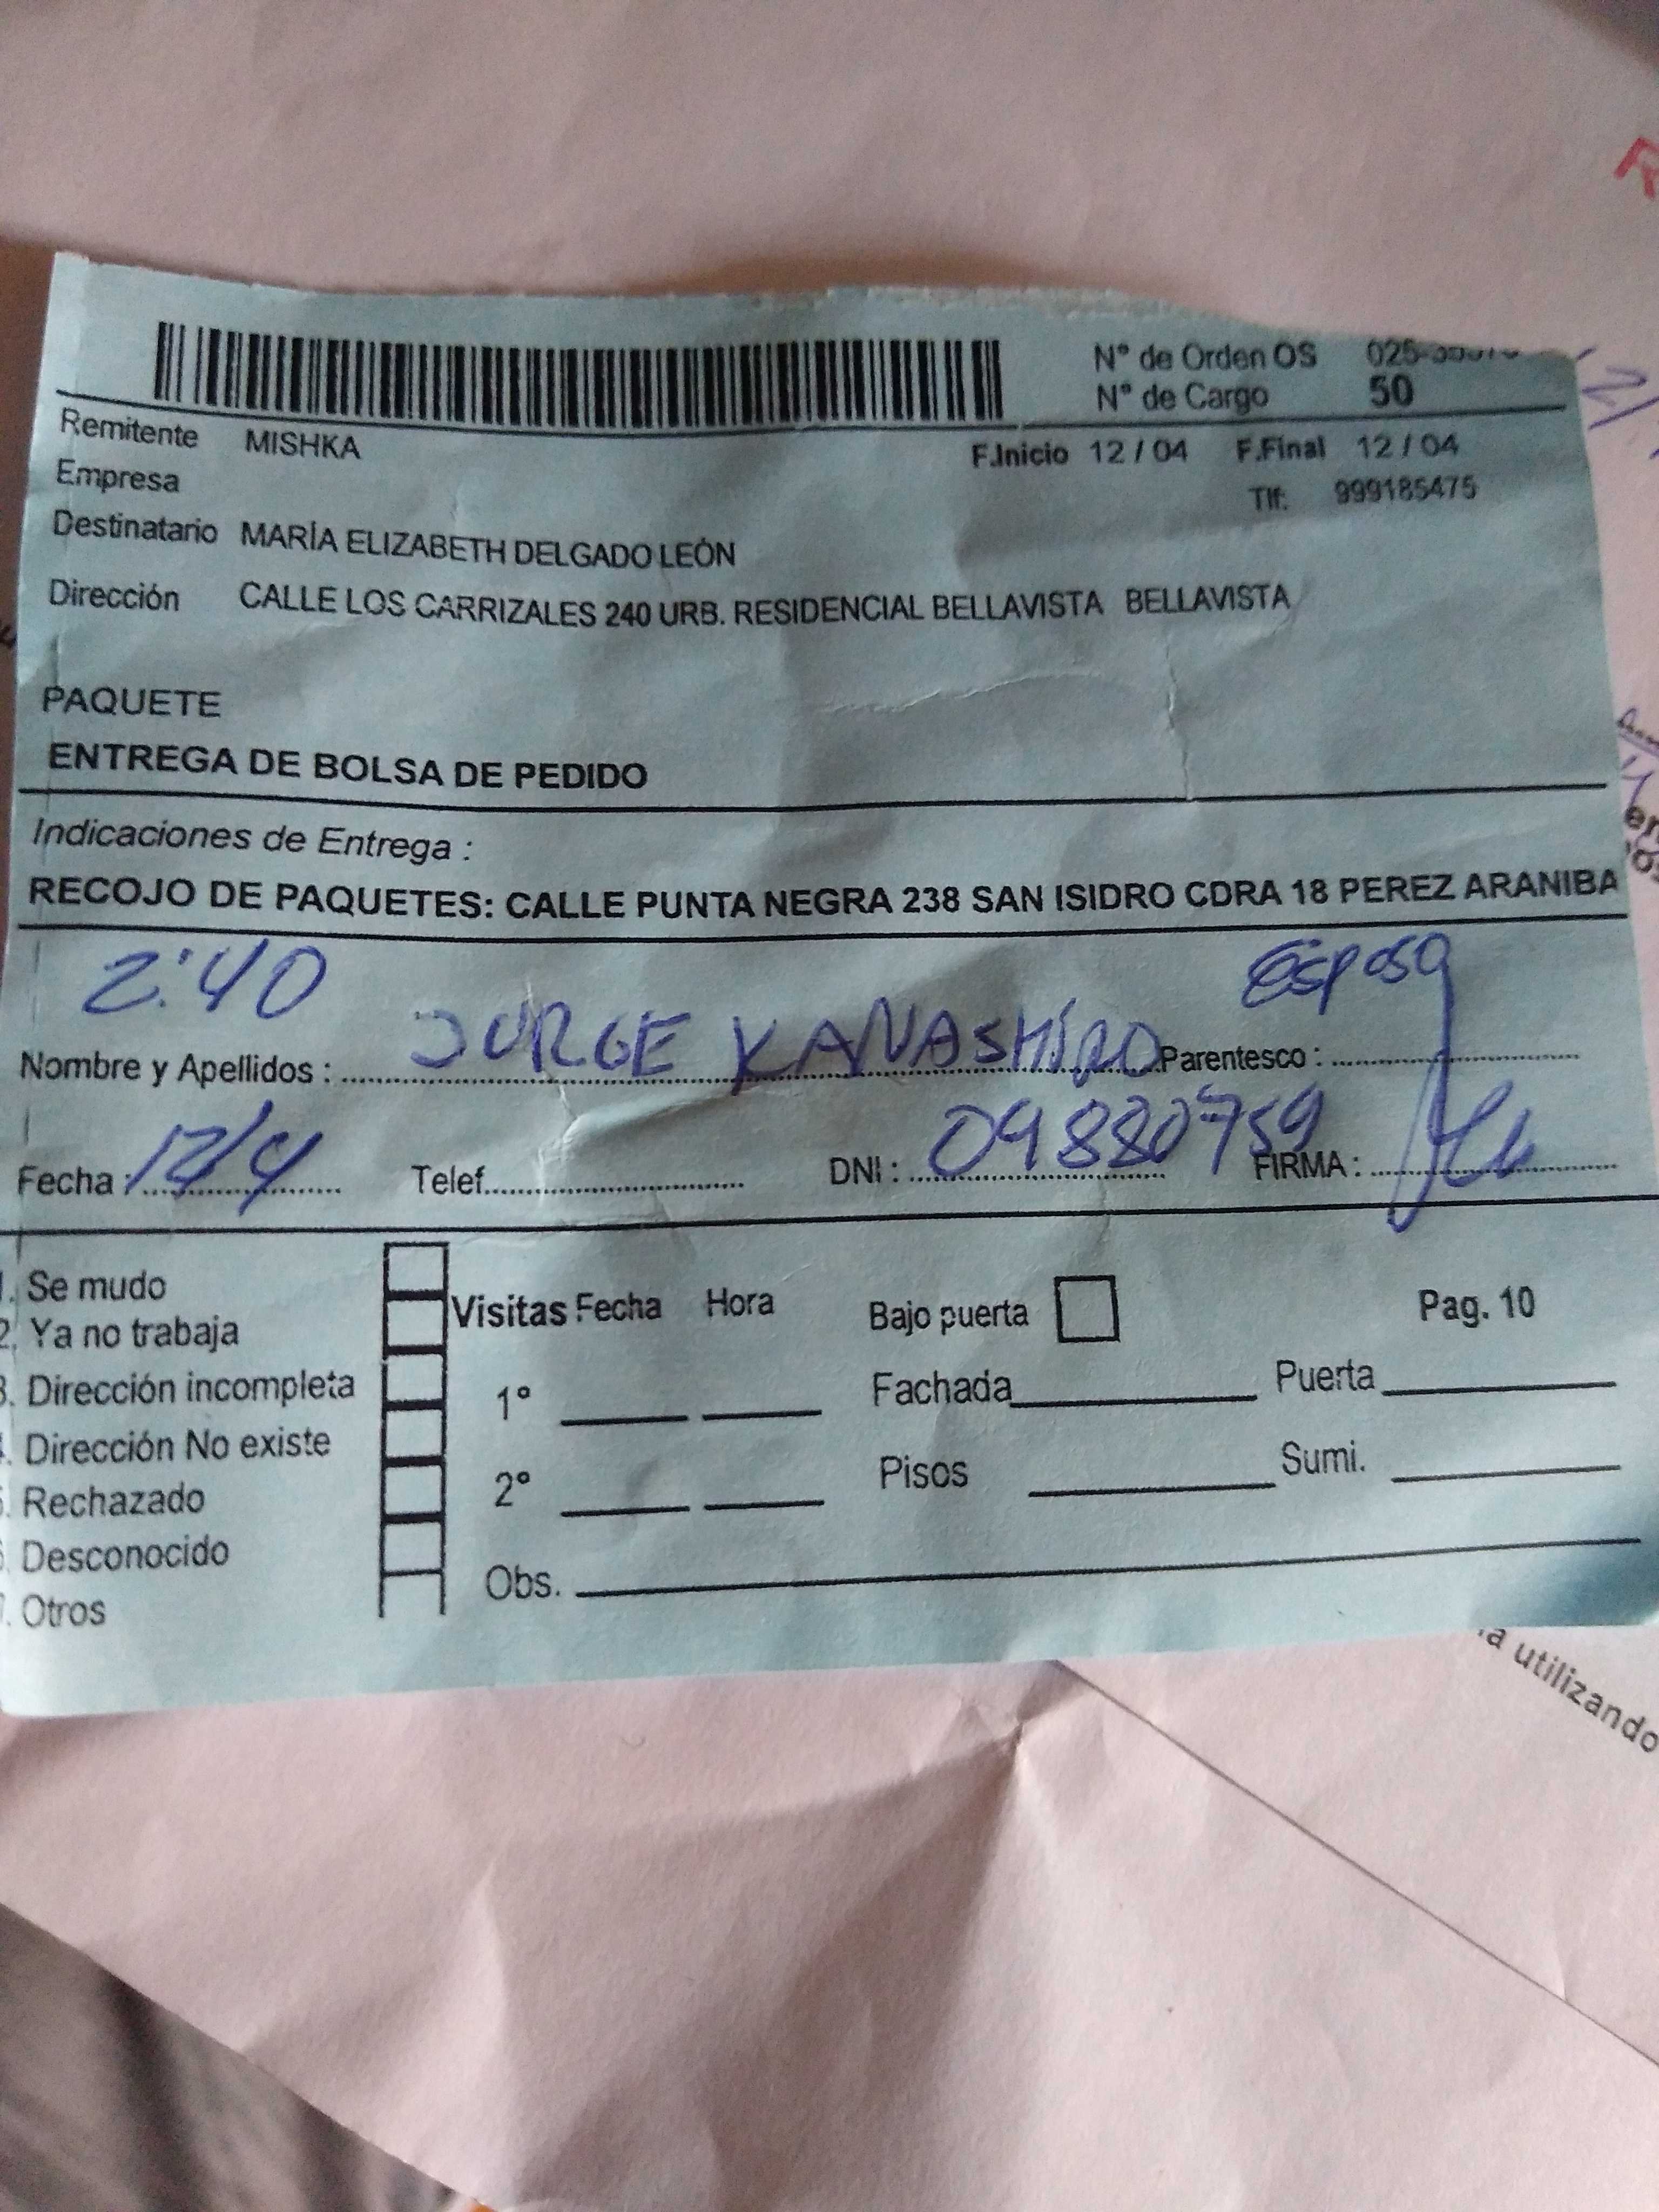 Nº de Orden OS
Nº de Cargo 50
Remitente MISHKA F.Inicio 12 / 04 F.Final 12 / 04
Empresa Tlf: 999185475
Destinatario MARÍA ELIZABETH DELGADO LEÓN
Dirección CALLE LOS CARRIZALES 240 URB. RESIDENCIAL BELLAVISTA BELLAVISTA
PAQUETE
ENTREGA DE BOLSA DE PEDIDO
Indicaciones de Entrega :
RECOJO DE PAQUETES: CALLE PUNTA NEGRA 238 SAN ISIDRO CDRA 18 PEREZ ARANIBA
2:40 esposo
Nombre y Apellidos : JORGE KANASHIRO Parentesco :
Fecha : 12/4 Telef. DNI : 09880759 FIRMA :
1. Se mudo
2. Ya no trabaja Visitas Fecha Hora Bajo puerta Pag. 10
3. Dirección incompleta 1º Fachada Puerta
4. Dirección No existe
5. Rechazado 2º Pisos Sumi.
6. Desconocido
7. Otros Obs.
la utilizando